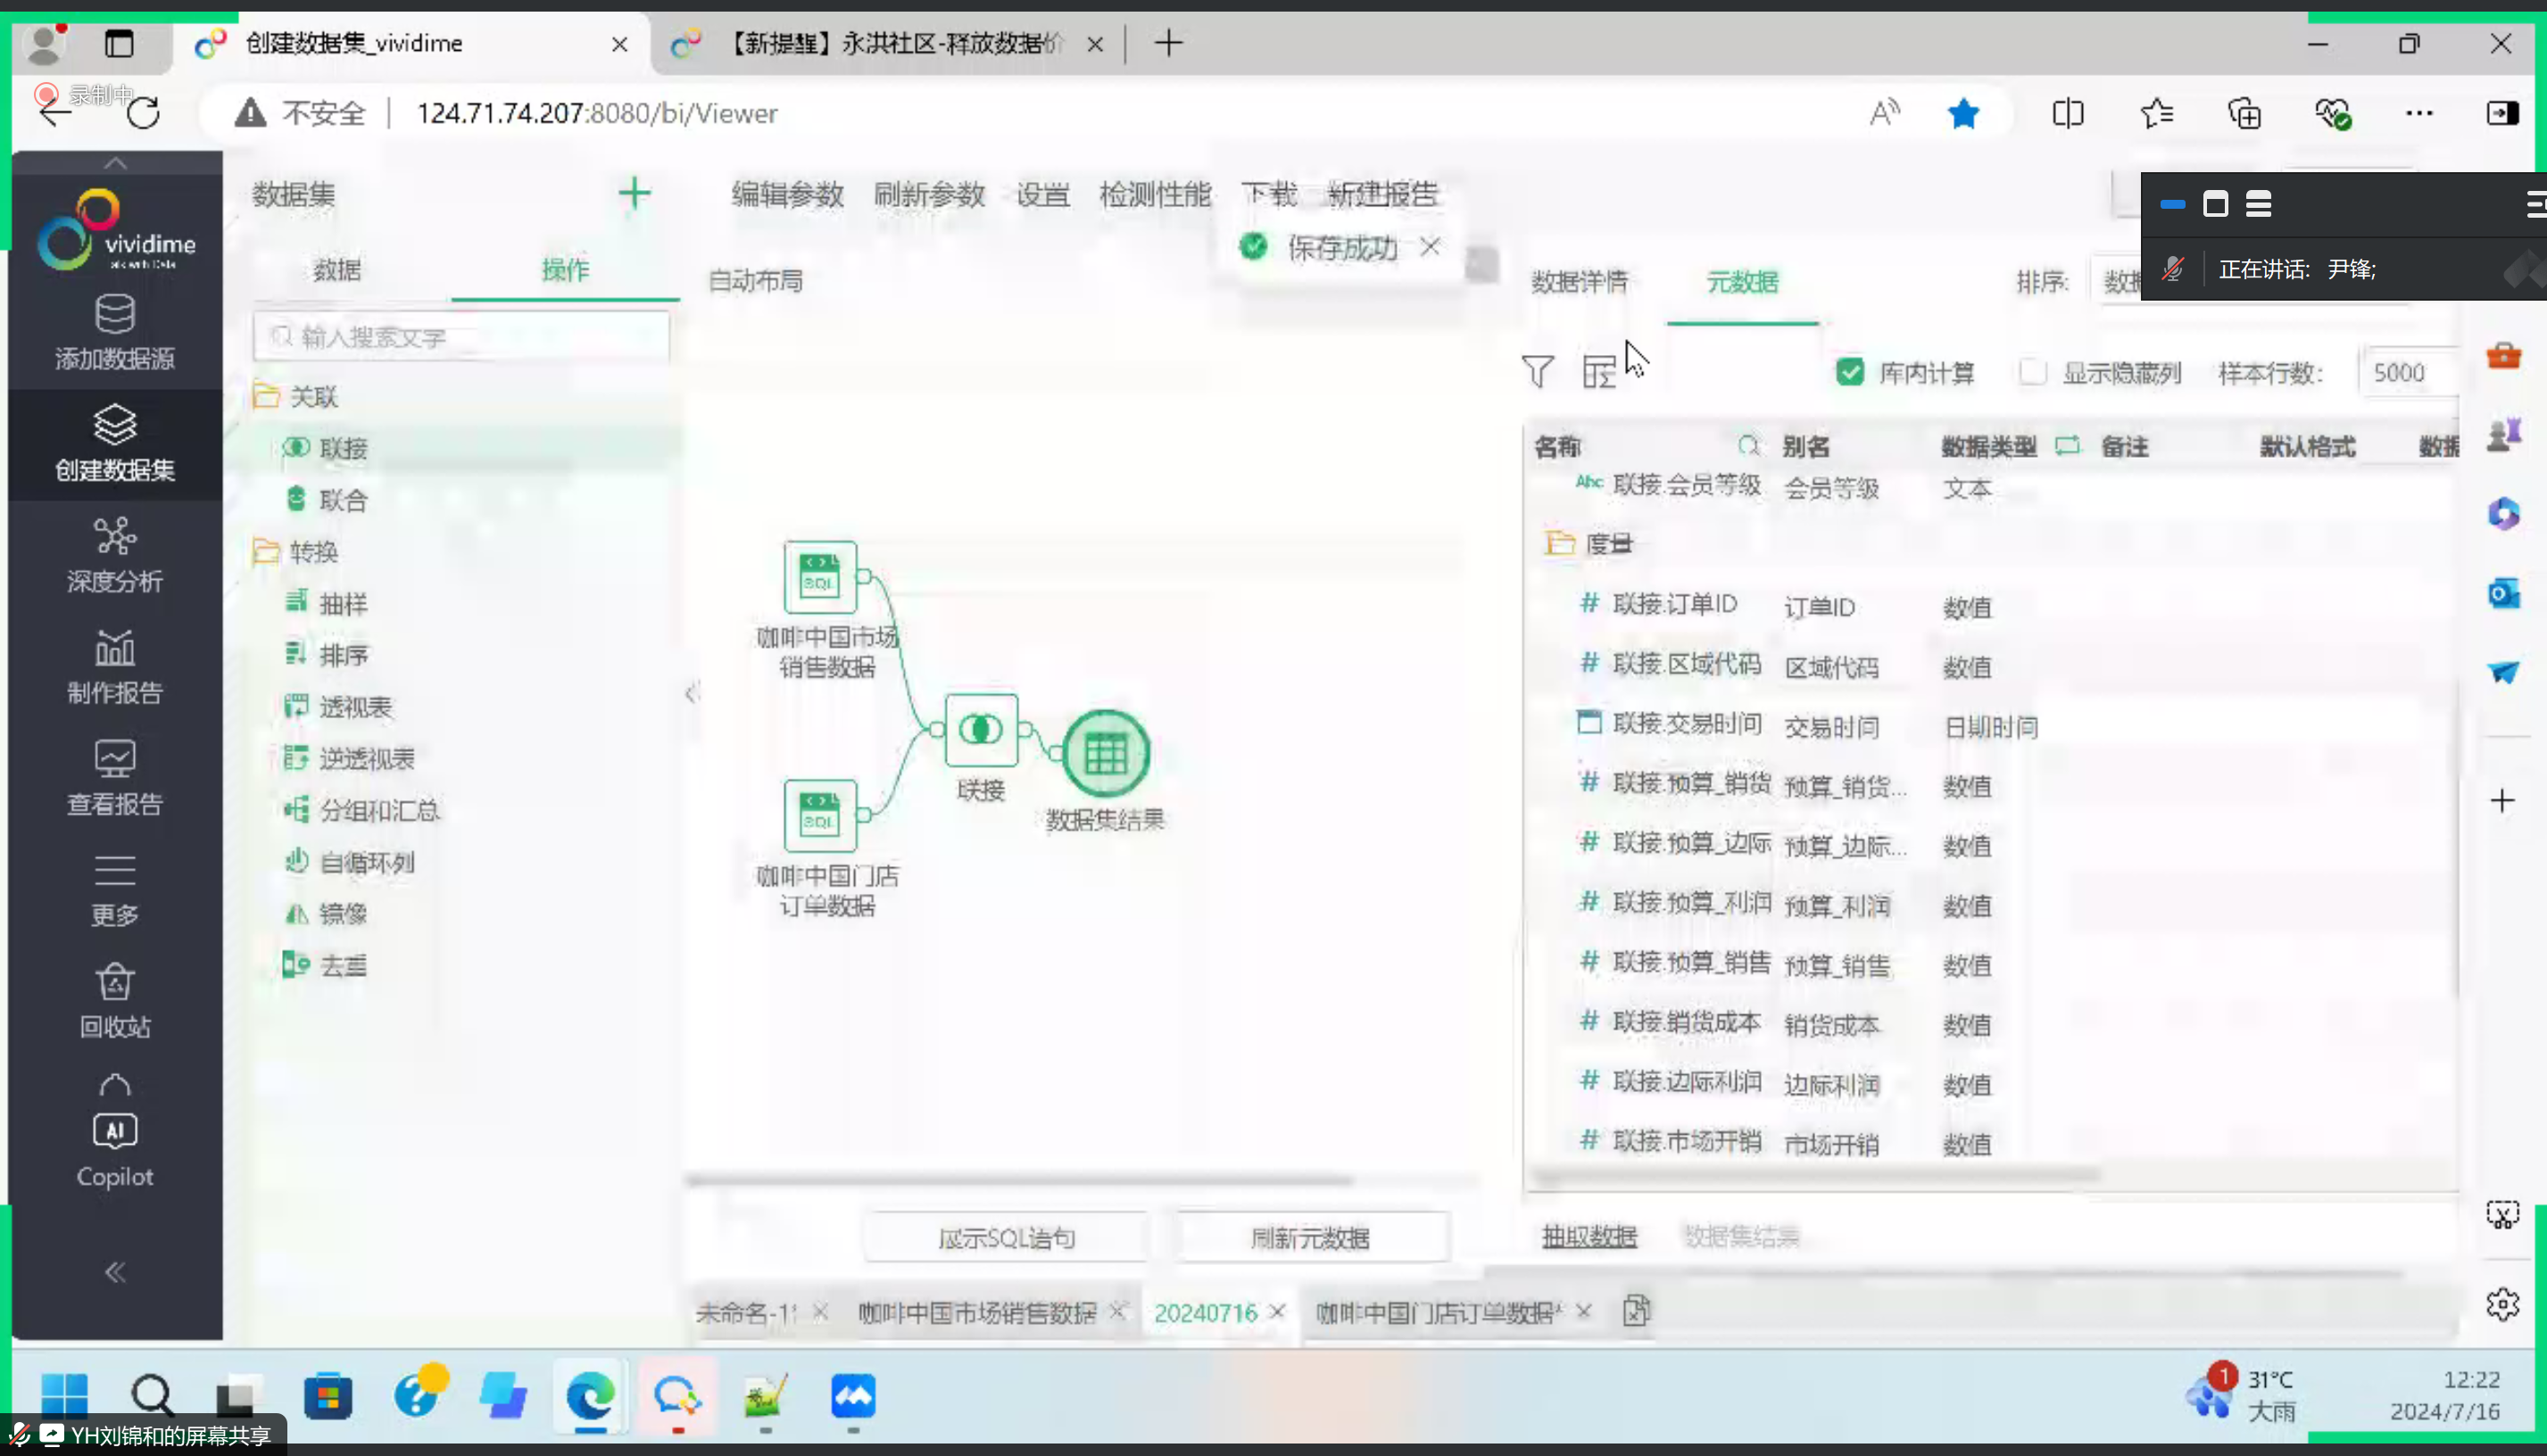 创建数据集_vividime
【新提醒】永洪社区-释放数据价
录制中
不安全
124.71.74.207:8080/bi/Viewer
vividime
数据集
编辑参数 刷新参数 设置 检测性能 下载 新建报告
保存成功
正在讲话: 尹锋;
数据 操作
自动布局
数据详情 元数据 排序:
输入搜索文字
库内计算 显示隐藏列 样本行数: 5000
添加数据源
创建数据集
深度分析
制作报告
查看报告
更多
回收站
AI
Copilot
关联
联接
联合
转换
抽样
排序
透视表
逆透视表
分组和汇总
自循环列
镜像
去重
SQL
咖啡中国市场
销售数据
SQL
咖啡中国门店
订单数据
联接
数据集结果
名称 别名 数据类型 备注 默认格式 数据
Abc 联接.会员等级 会员等级 文本
度量
# 联接.订单ID 订单ID 数值
# 联接.区域代码 区域代码 数值
联接.交易时间 交易时间 日期时间
# 联接.预算_销货 预算_销货... 数值
# 联接.预算_边际 预算_边际... 数值
# 联接.预算_利润 预算_利润 数值
# 联接.预算_销售 预算_销售 数值
# 联接.销货成本 销货成本 数值
# 联接.边际利润 边际利润 数值
# 联接.市场开销 市场开销 数值
展示SQL语句 刷新元数据
抽取数据 数据集结果
咖啡中国市场销售数据 20240716 咖啡中国门店订单数据*
1
31°C
大雨
12:22
2024/7/16
YH刘锦和的屏幕共享